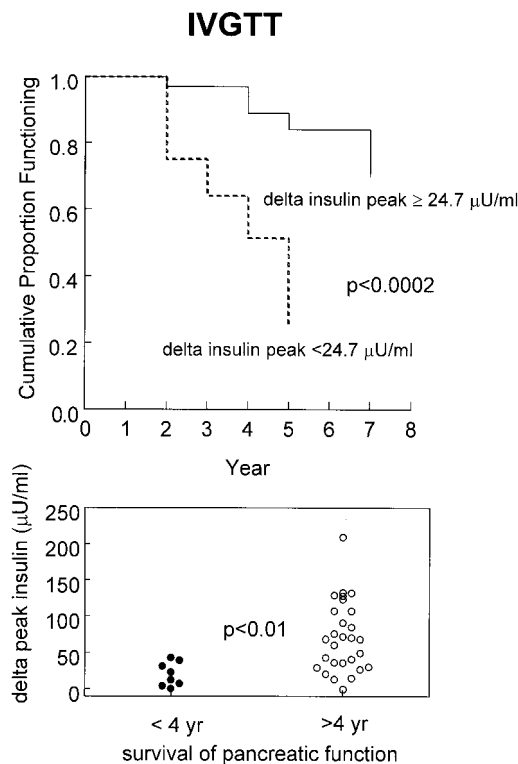 IVGTT
Cumulative Proportion Functioning
1.0
0.8
0.6
0.4
0.2
0.0
delta insulin peak ≥ 24.7 μU/ml
p<0.0002
delta insulin peak <24.7 μU/ml
0 1 2 3 4 5 6 7 8
Year
delta peak insulin (μU/ml)
250
200
150
100
50
0
p<0.01
< 4 yr >4 yr
survival of pancreatic function